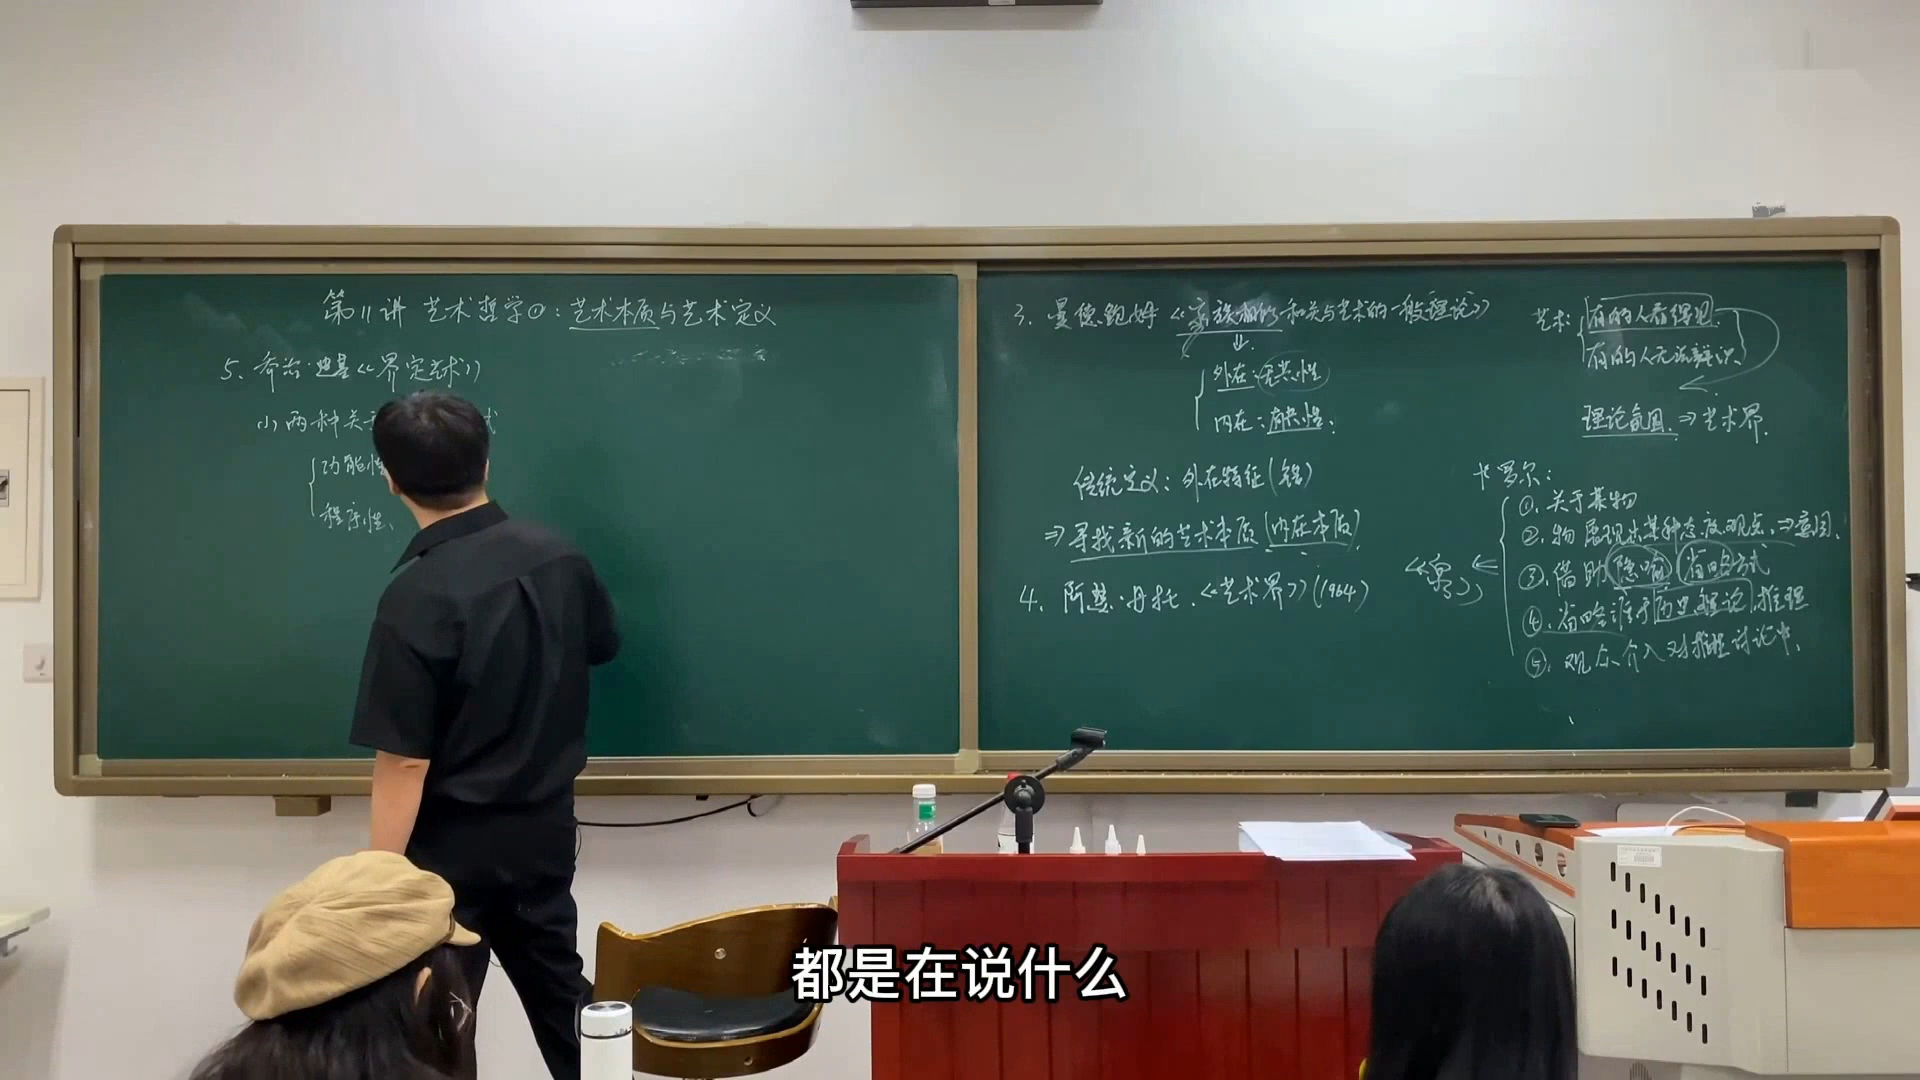 第11讲 艺术哲学①：艺术本质与艺术定义
5、乔治·迪基《界定艺术》
(1) 两种关于
功能性
程序性、
3、曼德鲍姆《家族相似和关于艺术的一般理论》
⇓
外在：无共性
内在：有共性、
传统定义：外在特征(错)
⇒寻找新的艺术本质(内在本质)
4、阿瑟·丹托《艺术界》(1964)
艺术：有的人看得见
有的人无法辨识、
理论氛围、⇒艺术界、
卡罗尔：
①、关于某物
②、物展现出某种态度、观点、⇒意图、
③、借助隐喻 省略方式
④、省略 历史理论 推理
⑤、观众介入对 讨论中、
都是在说什么